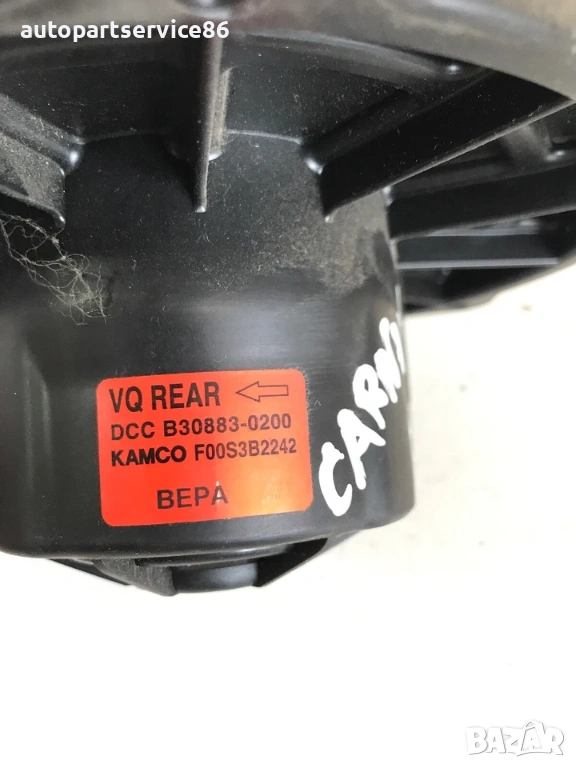 autopartservice86
VQ REAR
DCC B30883-0200
KAMCO F00S3B2242
BEPA
BAZAR